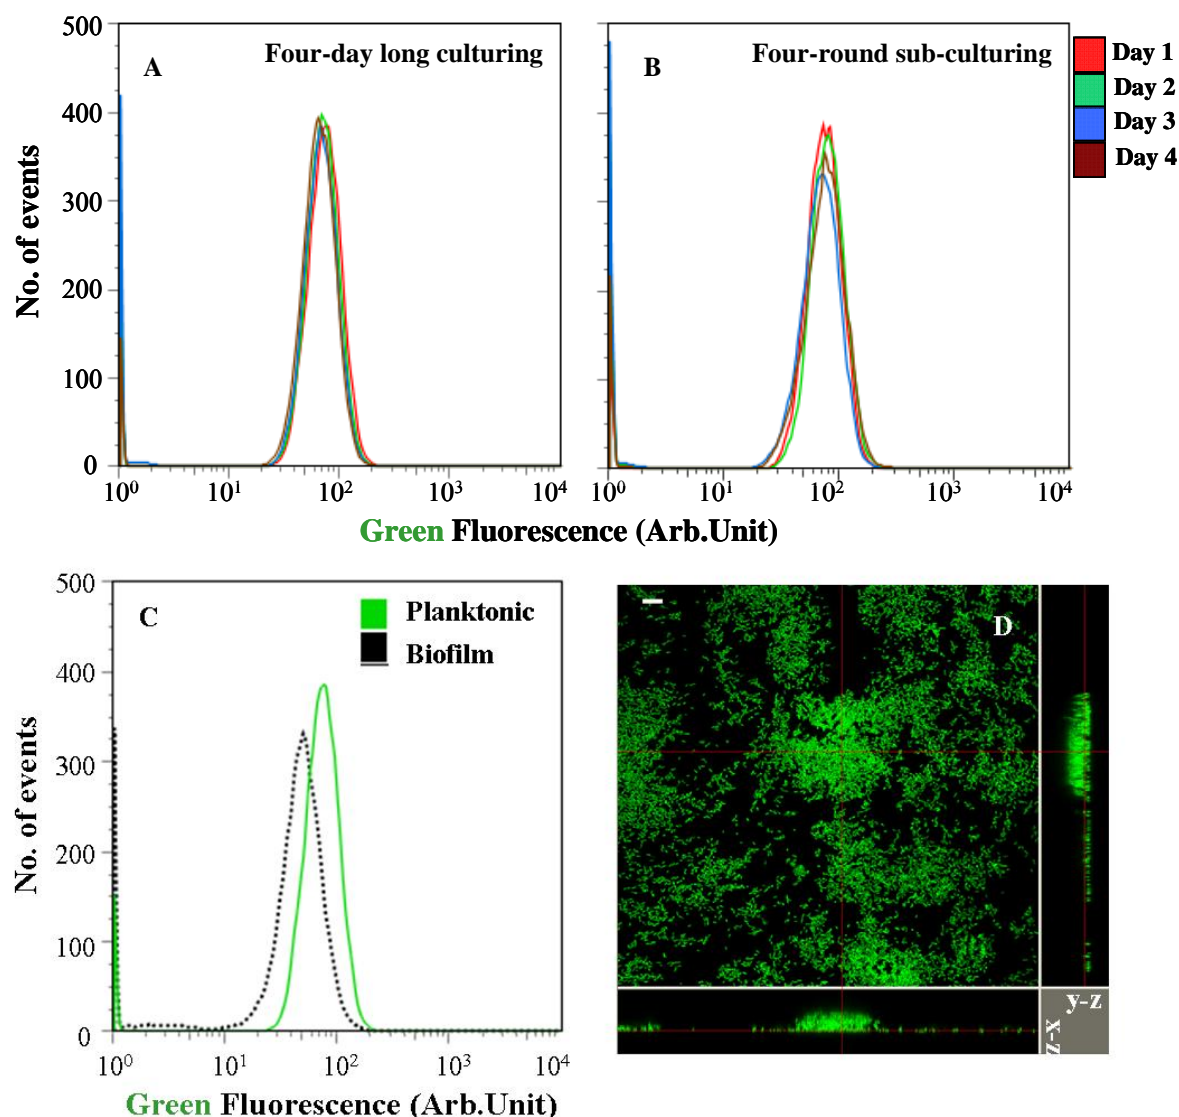 500
400
300
200
100
0
No. of events
A
Four-day long culturing
10⁰ 10¹ 10² 10³ 10⁴
B
Four-round sub-culturing
10⁰ 10¹ 10² 10³ 10⁴
Day 1
Day 2
Day 3
Day 4
Green Fluorescence (Arb.Unit)
500
400
300
200
100
0
No. of events
C
Planktonic
Biofilm
10⁰ 10¹ 10² 10³ 10⁴
Green Fluorescence (Arb.Unit)
D
y-z
z-x